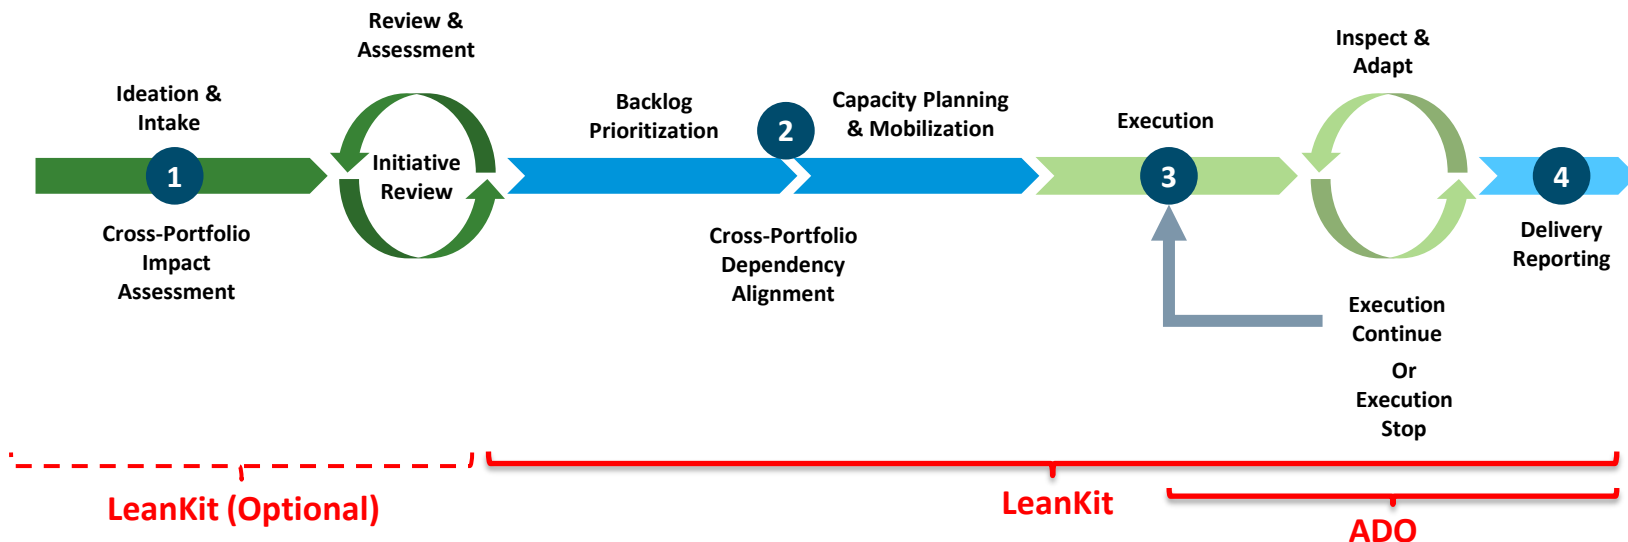 Ideation &
Intake
1
Cross-Portfolio
Impact
Assessment
Review &
Assessment
Initiative
Review
Backlog
Prioritization
2
Capacity Planning
& Mobilization
Cross-Portfolio
Dependency
Alignment
Execution
3
Inspect &
Adapt
Execution
Continue
Or
Execution
Stop
4
Delivery
Reporting
LeanKit (Optional)
LeanKit
ADO